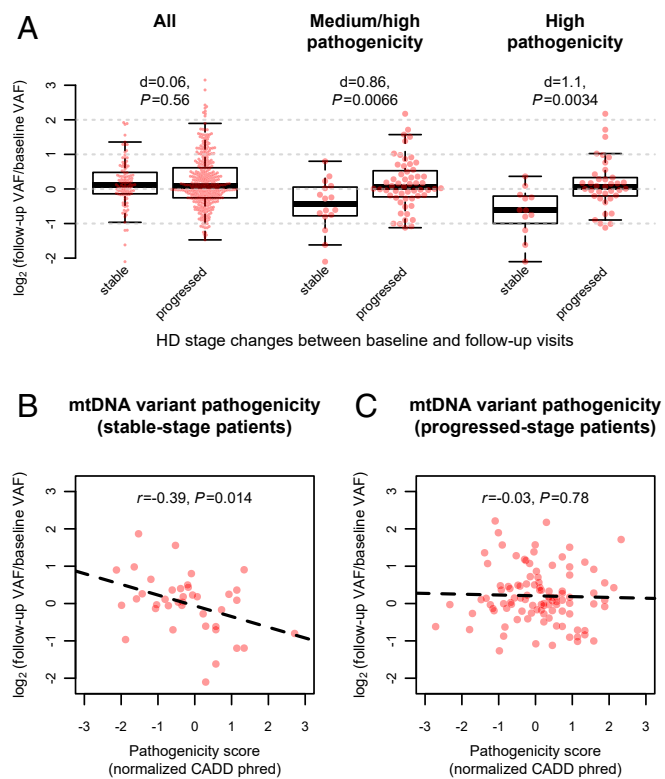 A
All
Medium/high
pathogenicity
High
pathogenicity
d=0.06,
P=0.56
d=0.86,
P=0.0066
d=1.1,
P=0.0034
log2 (follow-up VAF/baseline VAF)
3
2
1
0
-1
-2
stable
progressed
stable
progressed
stable
progressed
HD stage changes between baseline and follow-up visits
B
mtDNA variant pathogenicity
(stable-stage patients)
r=-0.39, P=0.014
log2 (follow-up VAF/baseline VAF)
3
2
1
0
-1
-2
-3 -2 -1 0 1 2 3
Pathogenicity score
(normalized CADD phred)
C
mtDNA variant pathogenicity
(progressed-stage patients)
r=-0.03, P=0.78
log2 (follow-up VAF/baseline VAF)
3
2
1
0
-1
-2
-3 -2 -1 0 1 2 3
Pathogenicity score
(normalized CADD phred)